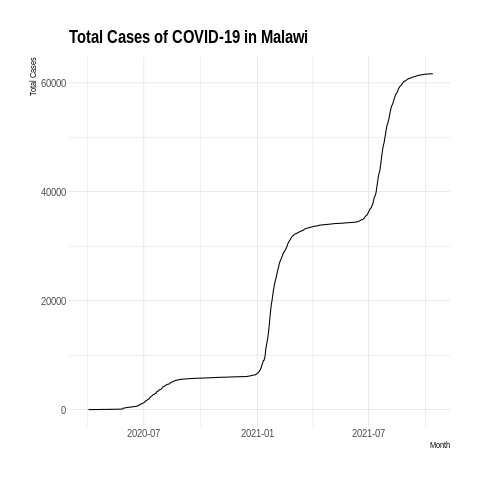 Total Cases of COVID-19 in Malawi
Total Cases
60000
40000
20000
0
2020-07
2021-01
2021-07
Month